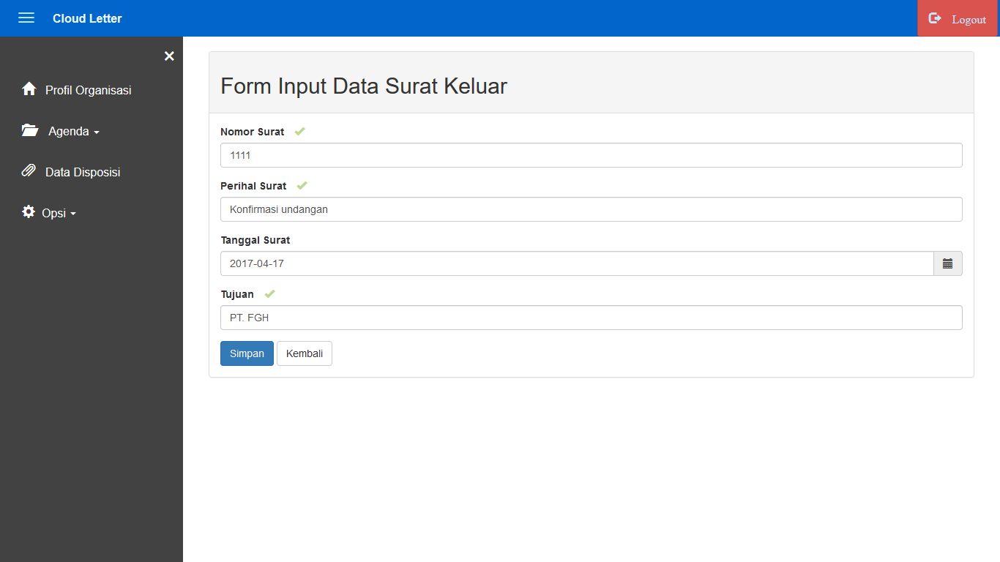 Cloud Letter
Logout
Profil Organisasi
Agenda
Data Disposisi
Opsi
Form Input Data Surat Keluar
Nomor Surat
1111
Perihal Surat
Konfirmasi undangan
Tanggal Surat
2017-04-17
Tujuan
PT. FGH
Simpan Kembali